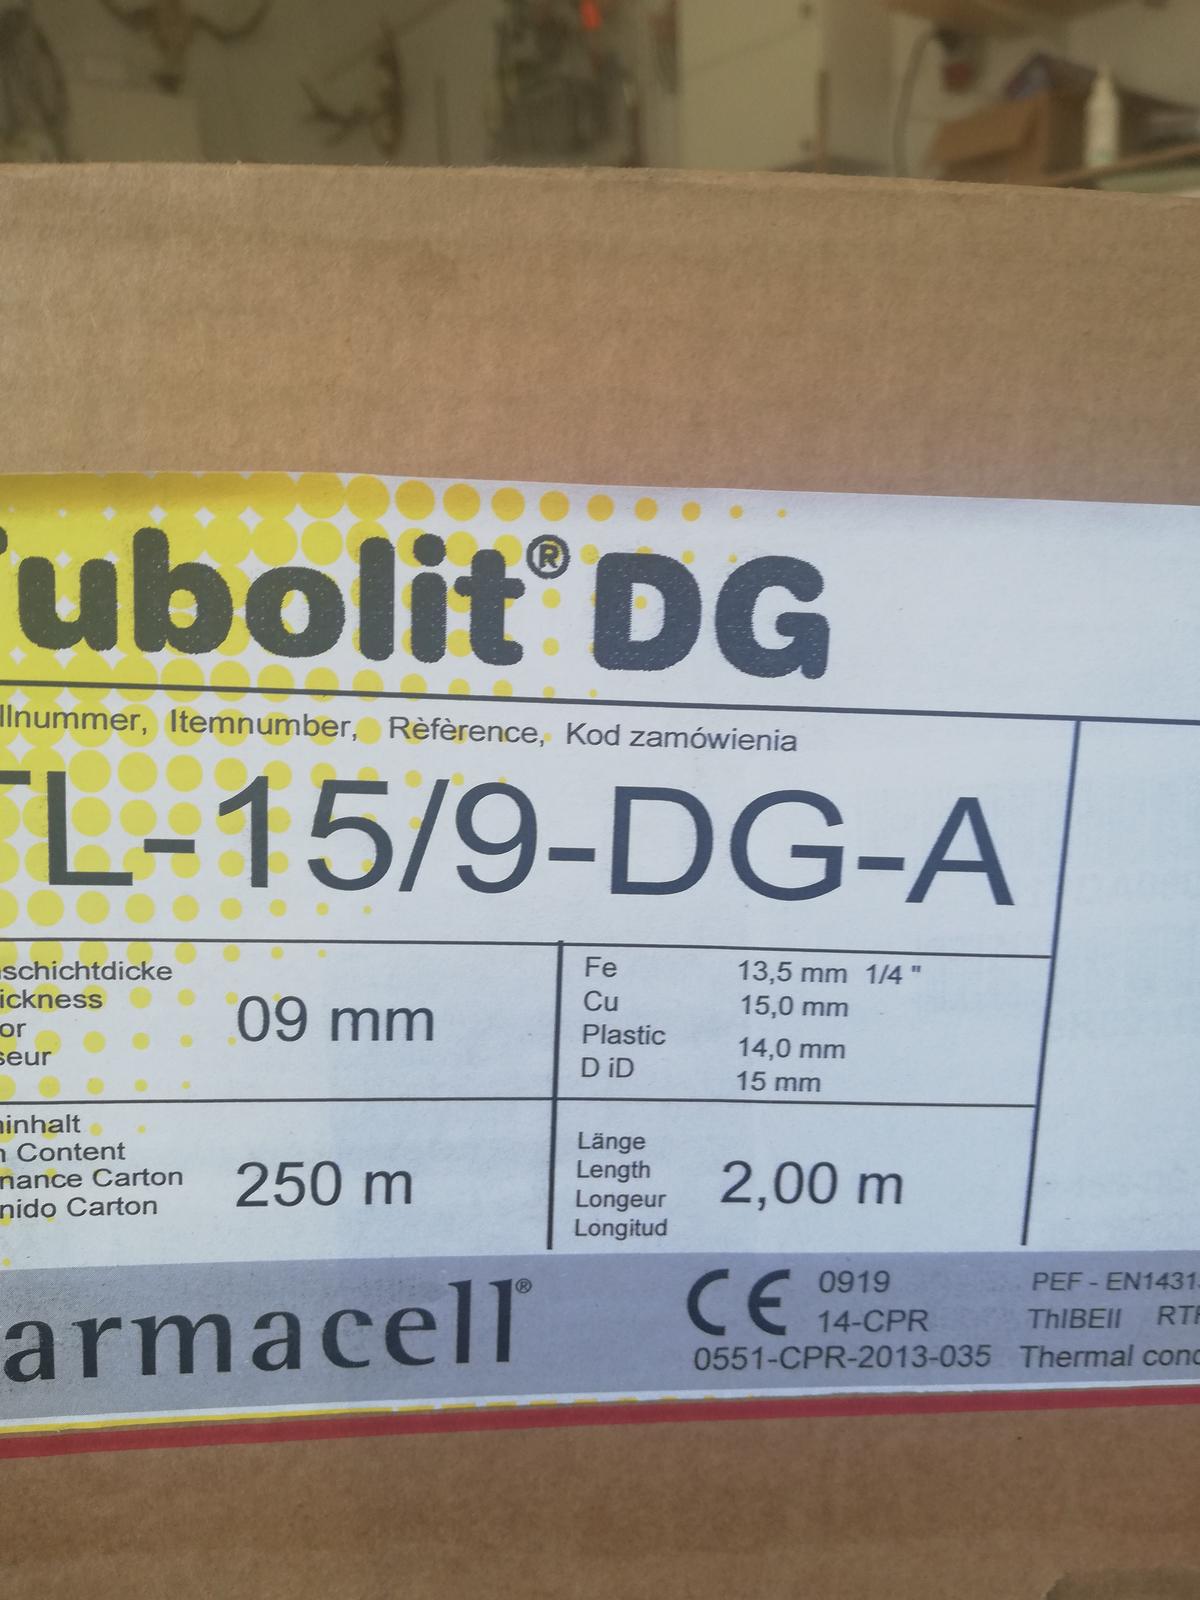 Tubolit® DG
llnummer, Itemnumber, Rèfèrence, Kod zamówienia
TL-15/9-DG-A
schichtdicke
ickness
or
seur
09 mm
Fe 13,5 mm 1/4 "
Cu 15,0 mm
Plastic 14,0 mm
D iD 15 mm
inhalt
n Content
nance Carton
nido Carton
250 m
Länge
Length
Longeur
Longitud
2,00 m
armacell®
CE 0919
14-CPR
0551-CPR-2013-035
PEF - EN1431
ThIBEII RTF
Thermal cond